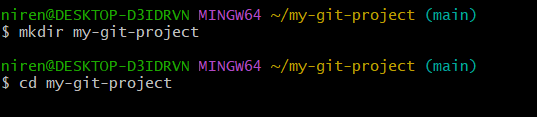 niren@DESKTOP-D3IDRVN MINGW64 ~/my-git-project (main)
$ mkdir my-git-project
niren@DESKTOP-D3IDRVN MINGW64 ~/my-git-project (main)
$ cd my-git-project